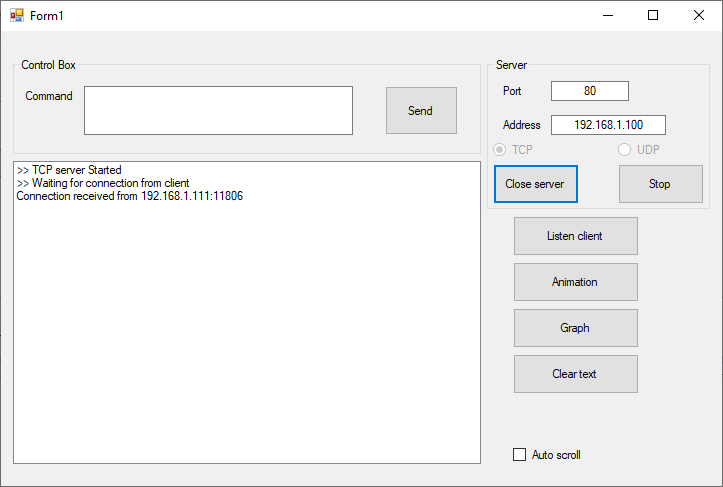 Form1
Control Box
Command
Send
>> TCP server Started
>> Waiting for connection from client
Connection received from 192.168.1.111:11806
Server
Port 80
Address 192.168.1.100
TCP UDP
Close server Stop
Listen client
Animation
Graph
Clear text
Auto scroll